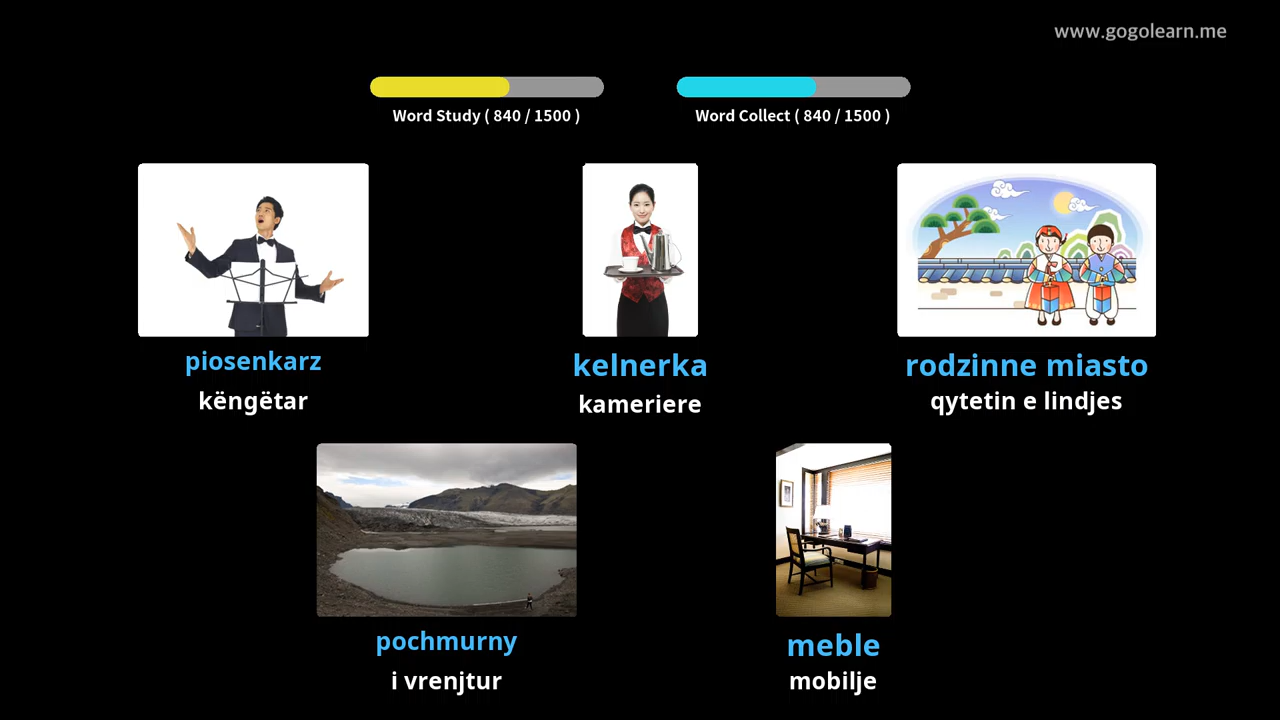 www.gogolearn.me
Word Study ( 840 / 1500 )
Word Collect ( 840 / 1500 )
piosenkarz
këngëtar
kelnerka
kameriere
rodzinne miasto
qytetin e lindjes
pochmurny
i vrenjtur
meble
mobilje